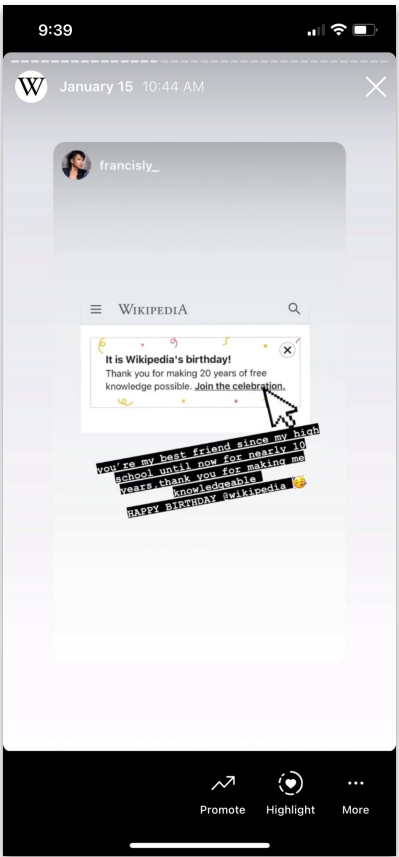 9:39
W January 15 10:44 AM
francisly_
WIKIPEDIA
It is Wikipedia's birthday!
Thank you for making 20 years of free
knowledge possible. Join the celebration.
you're my best friend since my high
school until now for nearly 10
years,thank you for making me
knowledgeable
HAPPY BIRTHDAY @wikipedia
Promote Highlight More